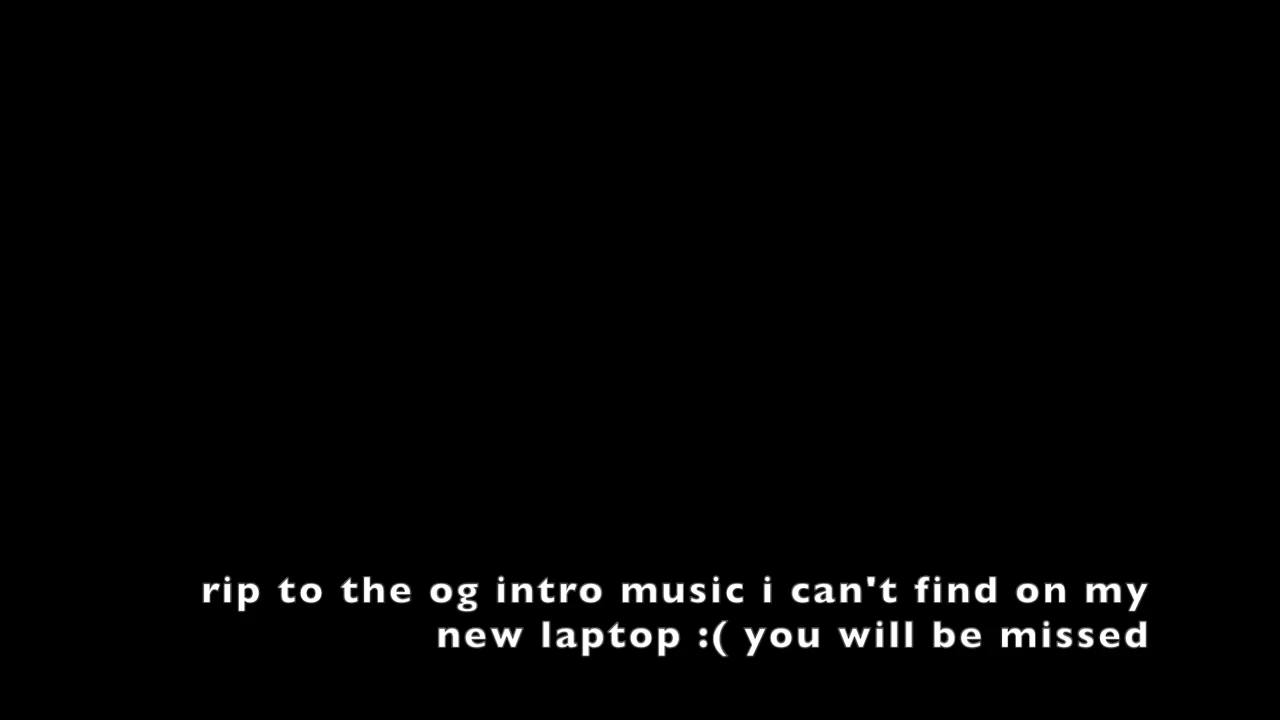 rip to the og intro music i can't find on my
new laptop :( you will be missed